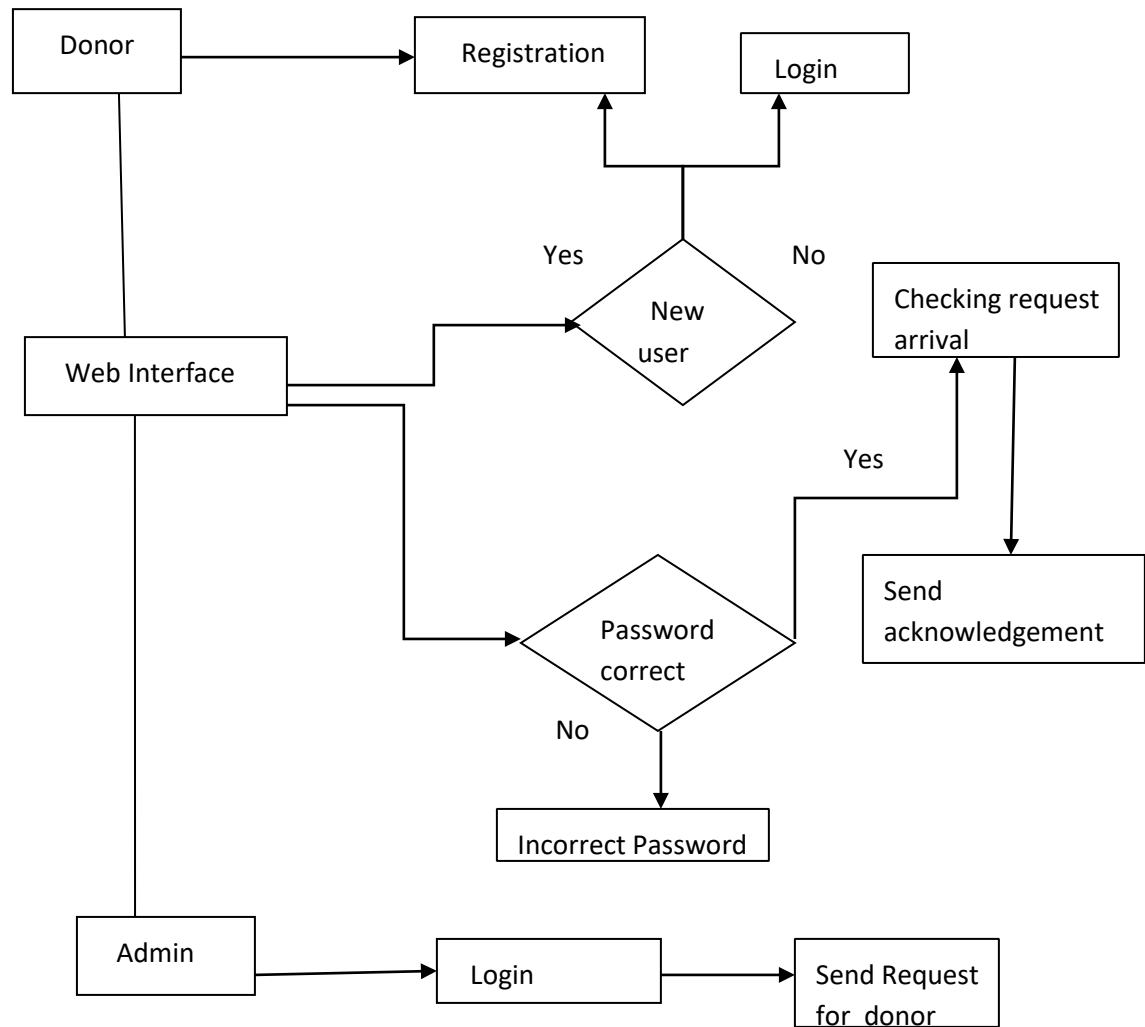 Donor
Registration
Login
Yes
No
New
user
Checking request
arrival
Web Interface
Yes
Send
acknowledgement
Password
correct
No
Incorrect Password
Admin
Login
Send Request
for donor